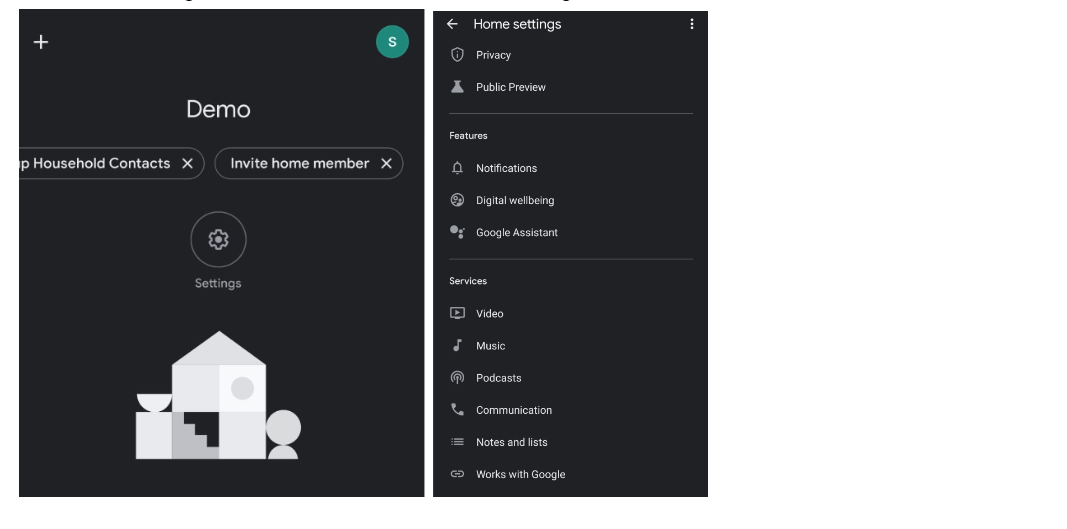 S
Demo
up Household Contacts
Invite home member
Settings
Home settings
Privacy
Public Preview
Features
Notifications
Digital wellbeing
Google Assistant
Services
Video
Music
Podcasts
Communication
Notes and lists
Works with Google